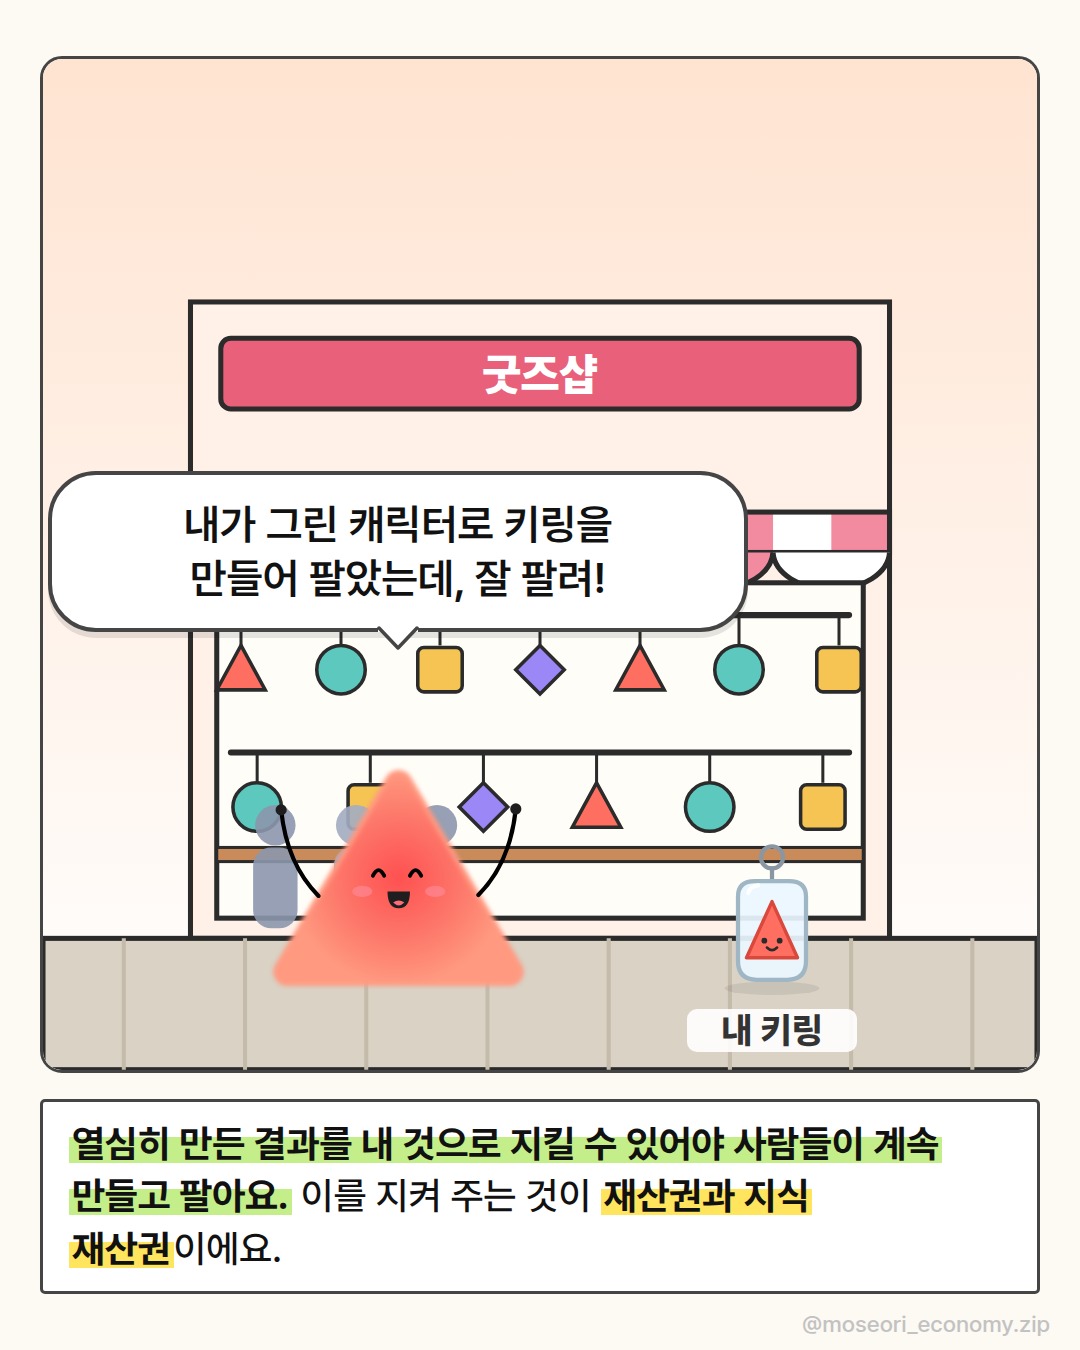 굿즈샵
내가 그린 캐릭터로 키링을
만들어 팔았는데, 잘 팔려!
내 키링
열심히 만든 결과를 내 것으로 지킬 수 있어야 사람들이 계속
만들고 팔아요. 이를 지켜 주는 것이 재산권과 지식
재산권이에요.
@moseori_economy.zip